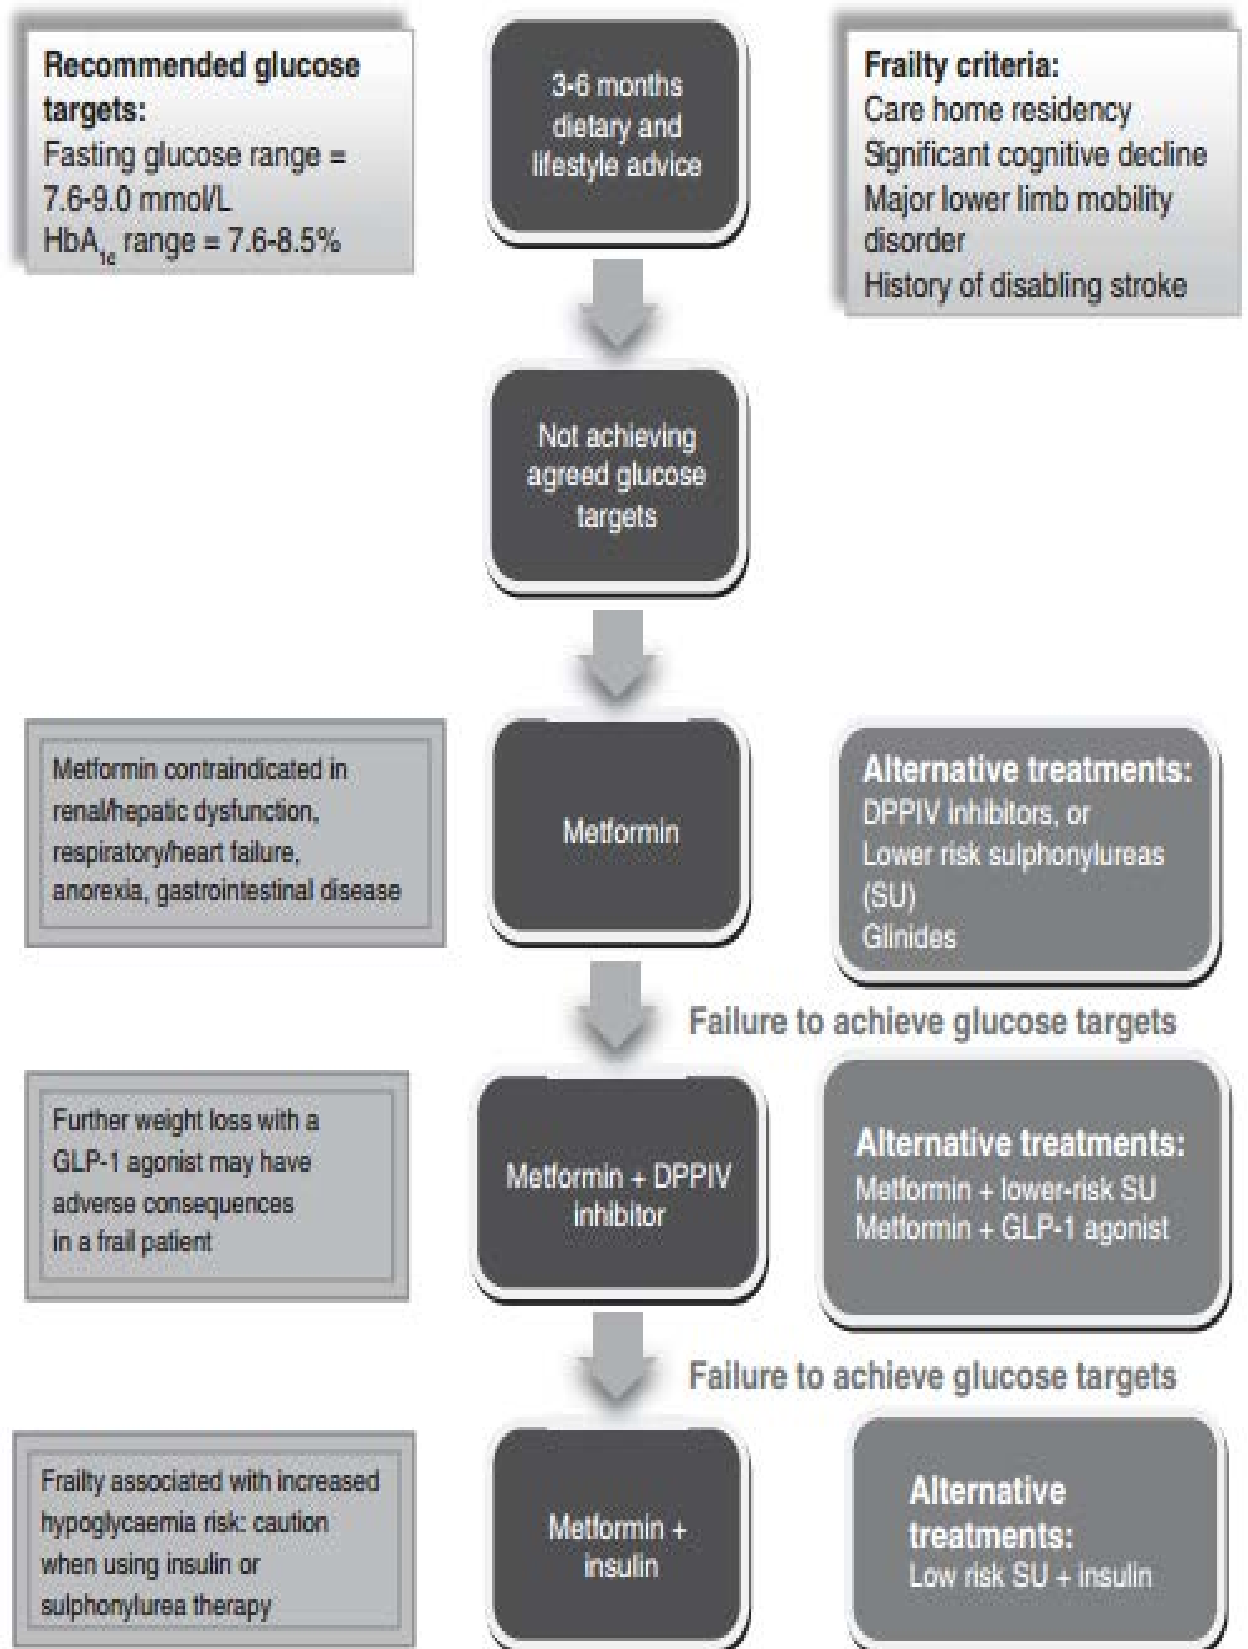 Recommended glucose
targets:
Fasting glucose range =
7.6-9.0 mmol/L
HbA1c range = 7.6-8.5%
3-6 months
dietary and
lifestyle advice
Frailty criteria:
Care home residency
Significant cognitive decline
Major lower limb mobility
disorder
History of disabling stroke
Not achieving
agreed glucose
targets
Metformin contraindicated in
renal/hepatic dysfunction,
respiratory/heart failure,
anorexia, gastrointestinal disease
Metformin
Alternative treatments:
DPPIV inhibitors, or
Lower risk sulphonylureas
(SU)
Glinides
Failure to achieve glucose targets
Further weight loss with a
GLP-1 agonist may have
adverse consequences
in a frail patient
Metformin + DPPIV
inhibitor
Alternative treatments:
Metformin + lower-risk SU
Metformin + GLP-1 agonist
Failure to achieve glucose targets
Frailty associated with increased
hypoglycaemia risk: caution
when using insulin or
sulphonylurea therapy
Metformin +
insulin
Alternative
treatments:
Low risk SU + insulin